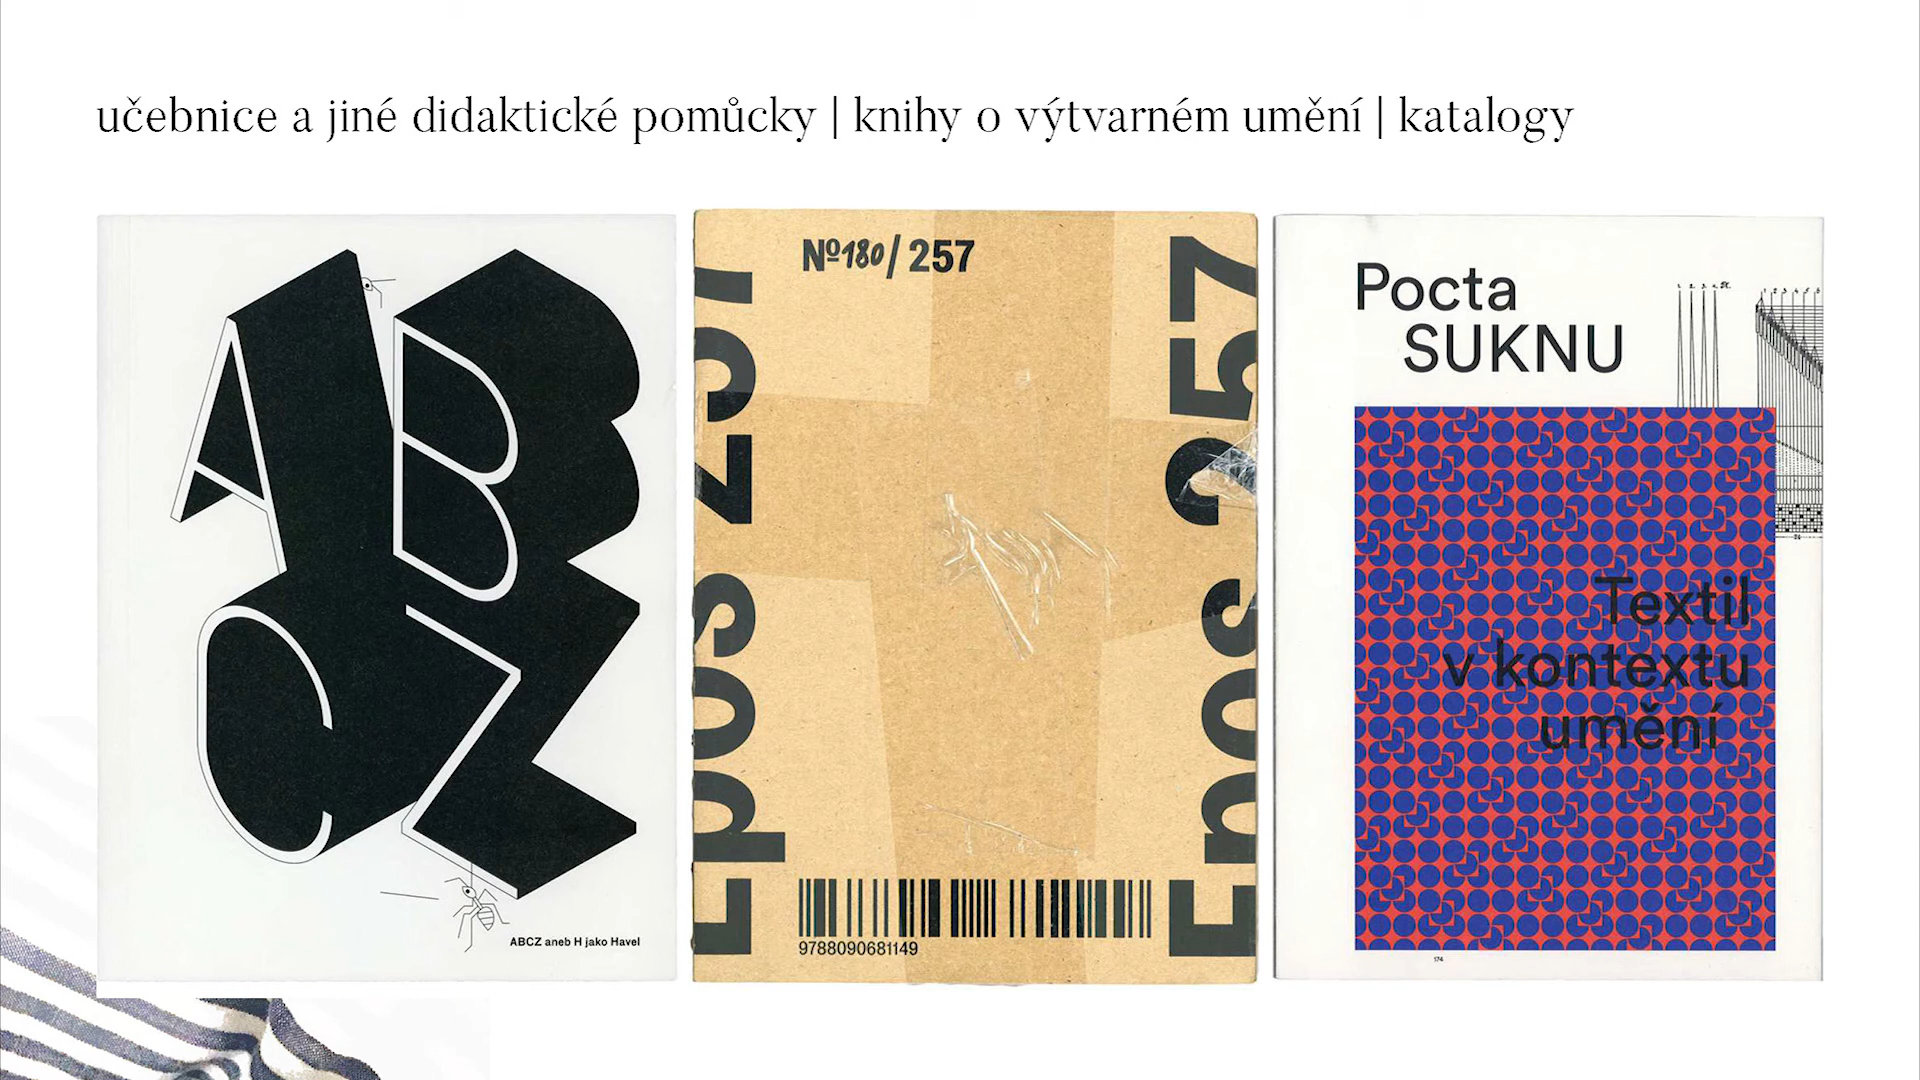 učebnice a jiné didaktické pomůcky | knihy o výtvarném umění | katalogy
A B
C Z
ABCZ aneb H jako Havel
Nº180/257
Epos 257
Epos 257
9788090681149
Pocta
SUKNU
Textil
v kontextu
umění
174